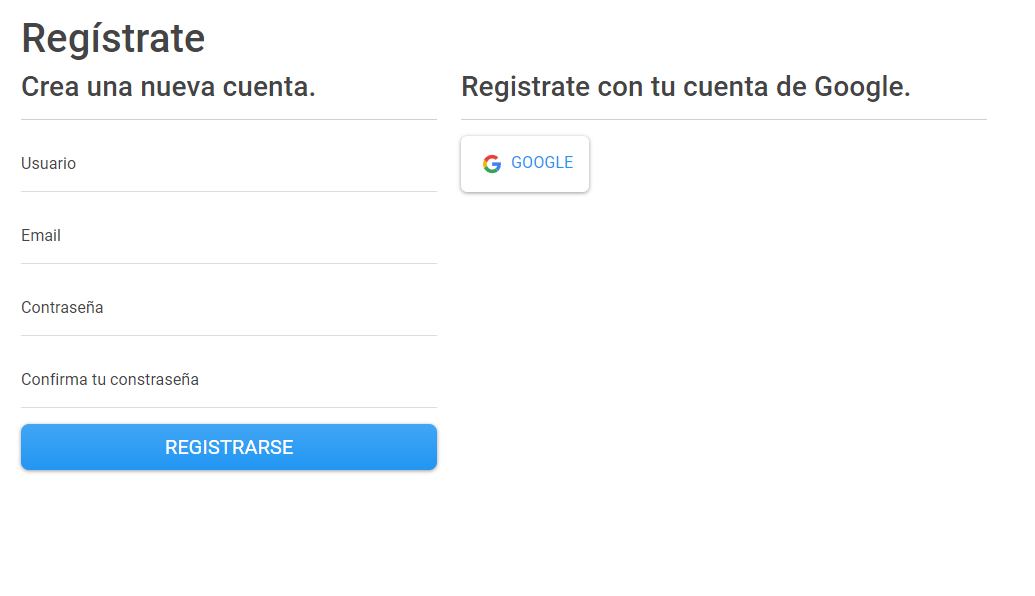 Regístrate
Crea una nueva cuenta.
Usuario
Email
Contraseña
Confirma tu constraseña
REGISTRARSE
Registrate con tu cuenta de Google.
GOOGLE